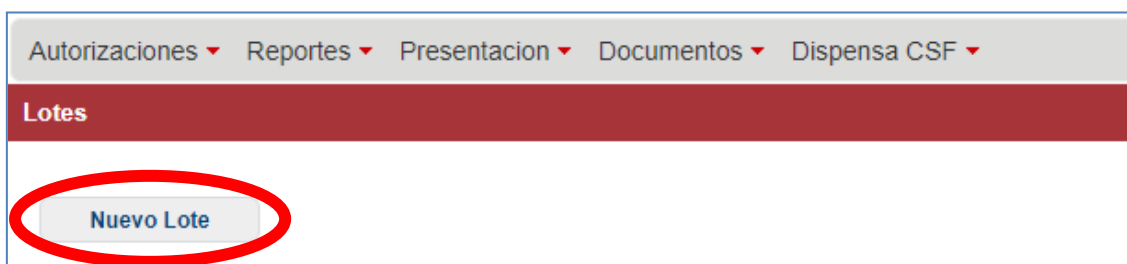 Autorizaciones Reportes Presentacion Documentos Dispensa CSF
Lotes
Nuevo Lote